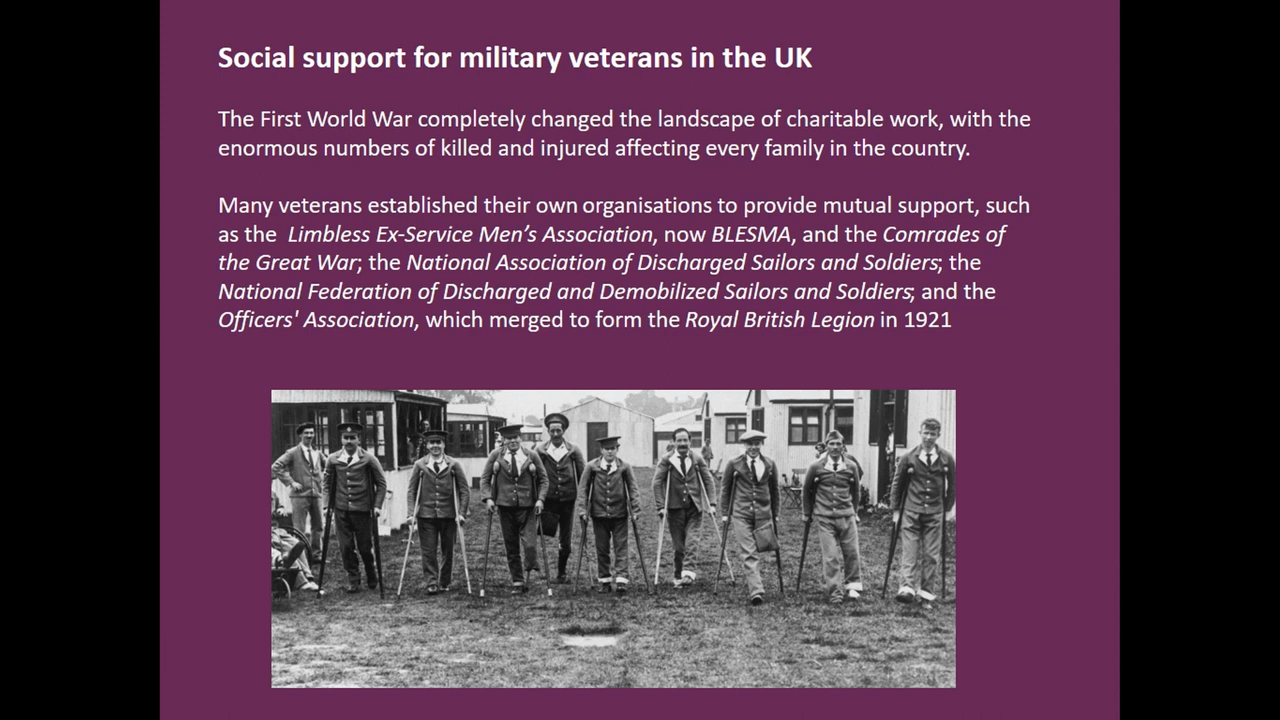 Social support for military veterans in the UK
The First World War completely changed the landscape of charitable work, with the
enormous numbers of killed and injured affecting every family in the country.
Many veterans established their own organisations to provide mutual support, such
as the Limbless Ex-Service Men’s Association, now BLESMA, and the Comrades of
the Great War; the National Association of Discharged Sailors and Soldiers; the
National Federation of Discharged and Demobilized Sailors and Soldiers; and the
Officers' Association, which merged to form the Royal British Legion in 1921